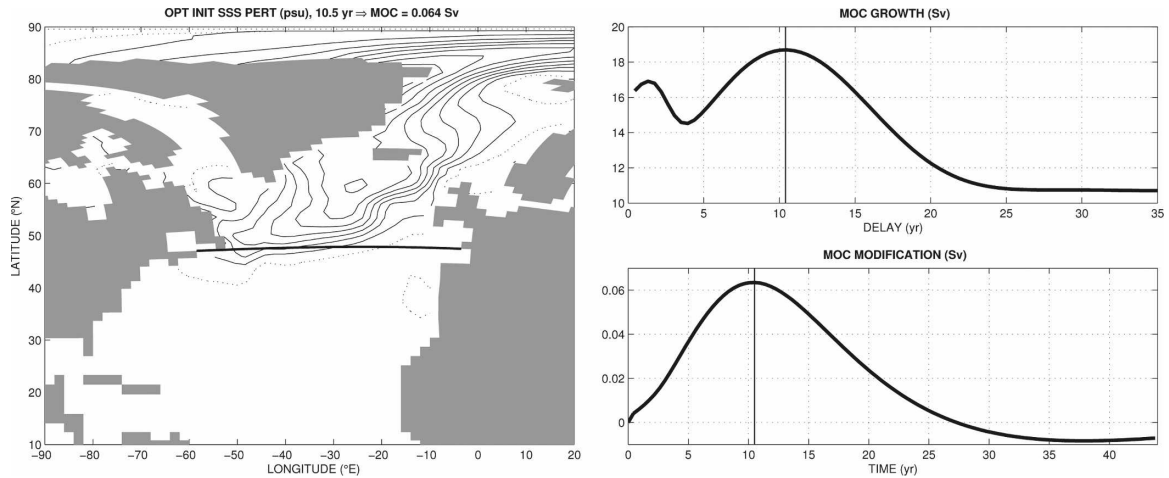 OPT INIT SSS PERT (psu), 10.5 yr ⇒ MOC = 0.064 Sv
90
80
70
60
50
40
30
20
10
LATITUDE (°N)
−90 −80 −70 −60 −50 −40 −30 −20 −10 0 10 20
LONGITUDE (°E)
MOC GROWTH (Sv)
20
18
16
14
12
10
0 5 10 15 20 25 30 35
DELAY (yr)
MOC MODIFICATION (Sv)
0.06
0.04
0.02
0
0 5 10 15 20 25 30 35 40
TIME (yr)